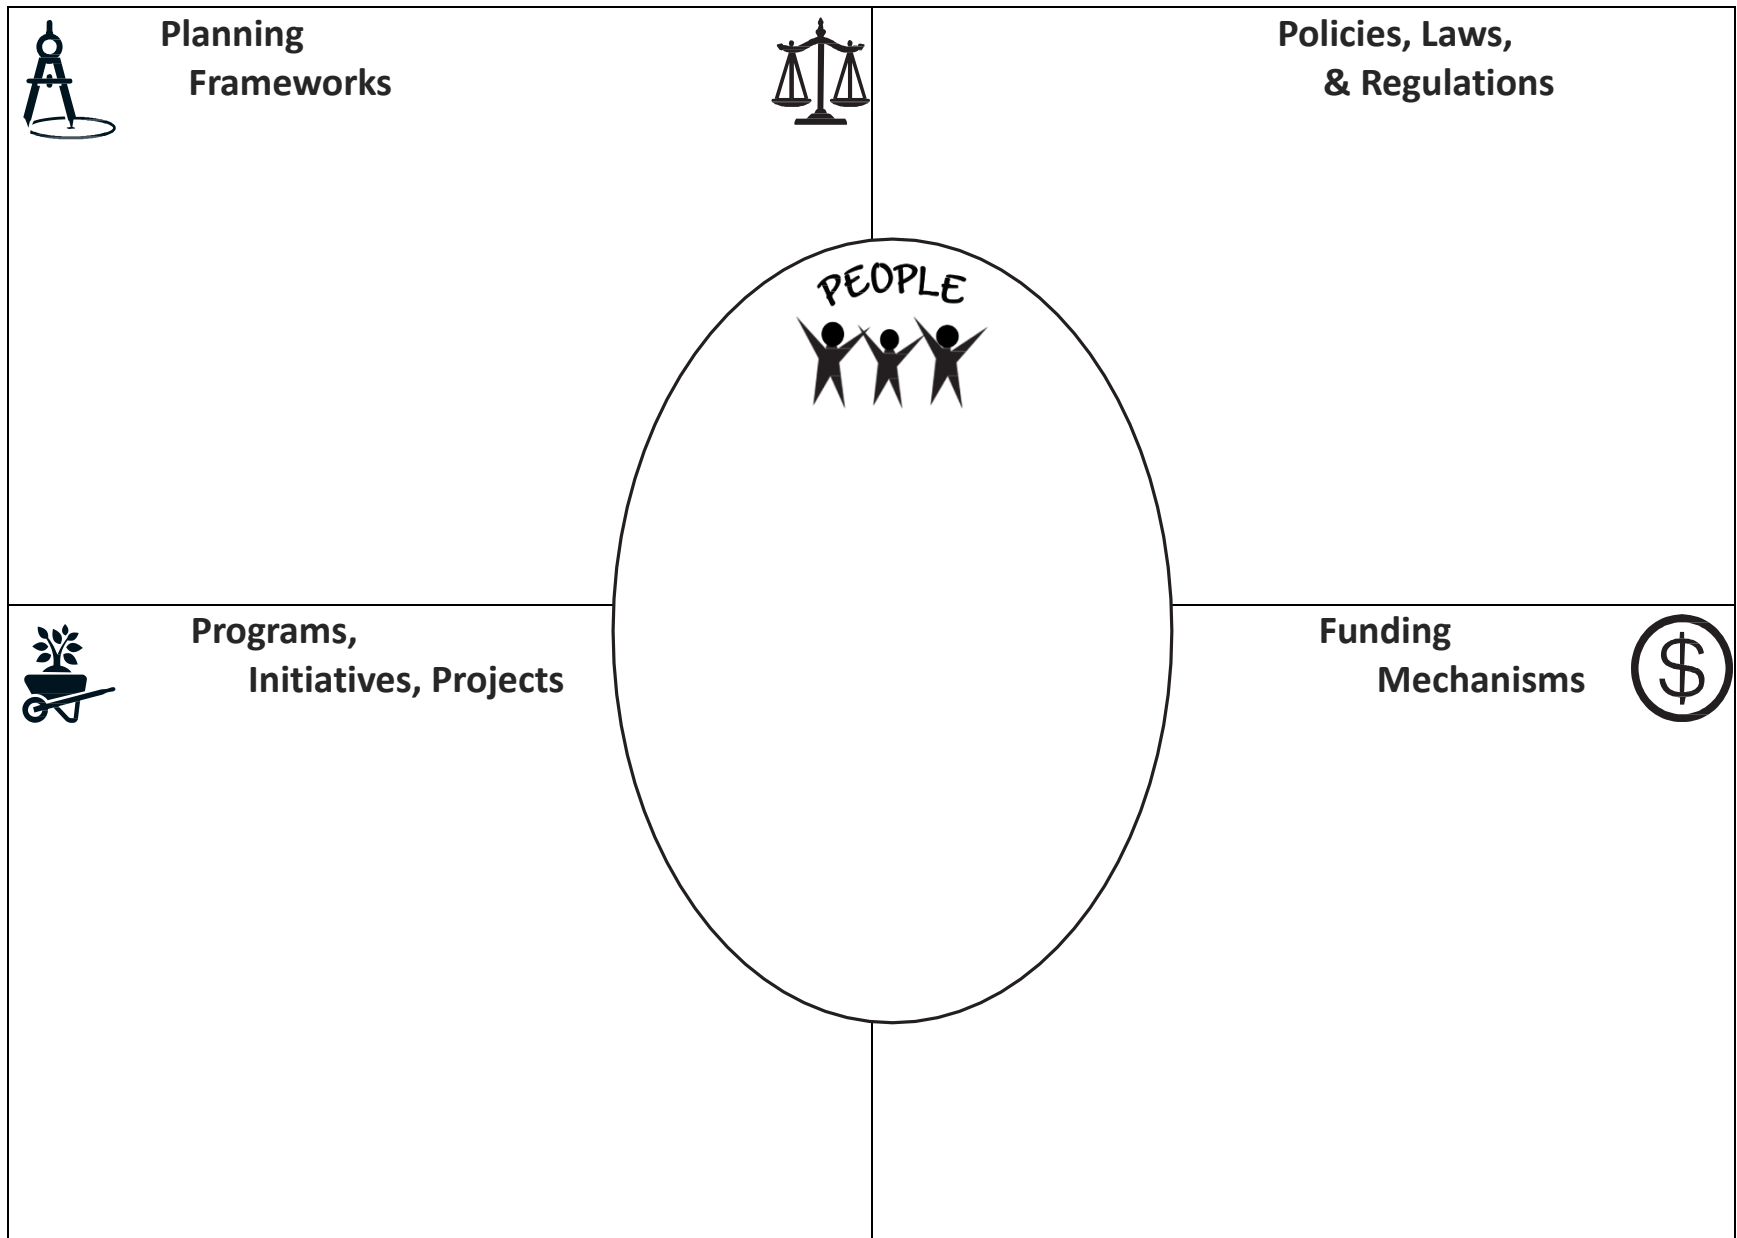 Planning
Frameworks
Policies, Laws,
& Regulations
PEOPLE
Programs,
Initiatives, Projects
Funding
Mechanisms
$